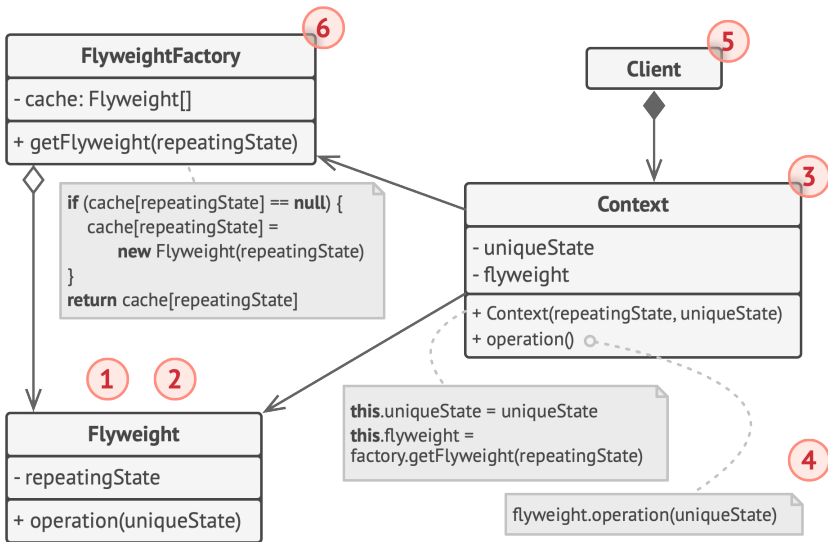 6
FlyweightFactory
- cache: Flyweight[]
+ getFlyweight(repeatingState)
if (cache[repeatingState] == null) {
cache[repeatingState] =
new Flyweight(repeatingState)
}
return cache[repeatingState]
5
Client
3
Context
- uniqueState
- flyweight
+ Context(repeatingState, uniqueState)
+ operation()
1
2
Flyweight
- repeatingState
+ operation(uniqueState)
this.uniqueState = uniqueState
this.flyweight =
factory.getFlyweight(repeatingState)
4
flyweight.operation(uniqueState)